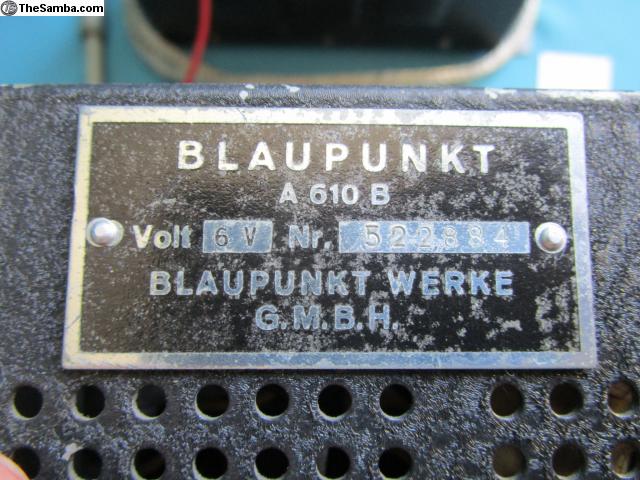 TheSamba.com
BLAUPUNKT
A 610 B
Volt 6 V Nr. 522884
BLAUPUNKT WERKE
G.M.B.H.